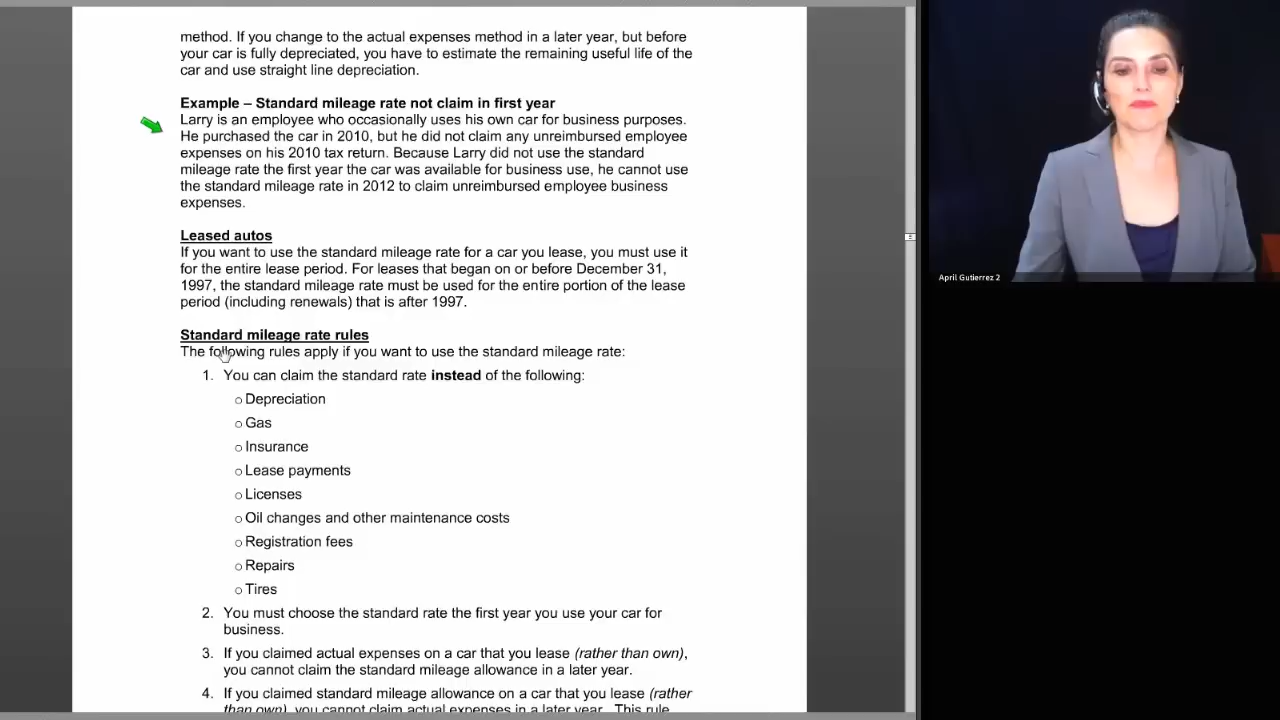 method. If you change to the actual expenses method in a later year, but before
your car is fully depreciated, you have to estimate the remaining useful life of the
car and use straight line depreciation.
Example – Standard mileage rate not claim in first year
Larry is an employee who occasionally uses his own car for business purposes.
He purchased the car in 2010, but he did not claim any unreimbursed employee
expenses on his 2010 tax return. Because Larry did not use the standard
mileage rate the first year the car was available for business use, he cannot use
the standard mileage rate in 2012 to claim unreimbursed employee business
expenses.
Leased autos
If you want to use the standard mileage rate for a car you lease, you must use it
for the entire lease period. For leases that began on or before December 31,
1997, the standard mileage rate must be used for the entire portion of the lease
period (including renewals) that is after 1997.
Standard mileage rate rules
The following rules apply if you want to use the standard mileage rate:
1. You can claim the standard rate instead of the following:
o Depreciation
o Gas
o Insurance
o Lease payments
o Licenses
o Oil changes and other maintenance costs
o Registration fees
o Repairs
o Tires
2. You must choose the standard rate the first year you use your car for
business.
3. If you claimed actual expenses on a car that you lease (rather than own),
you cannot claim the standard mileage allowance in a later year.
4. If you claimed standard mileage allowance on a car that you lease (rather
than own), you cannot claim actual expenses in a later year. This rule
April Gutierrez 2